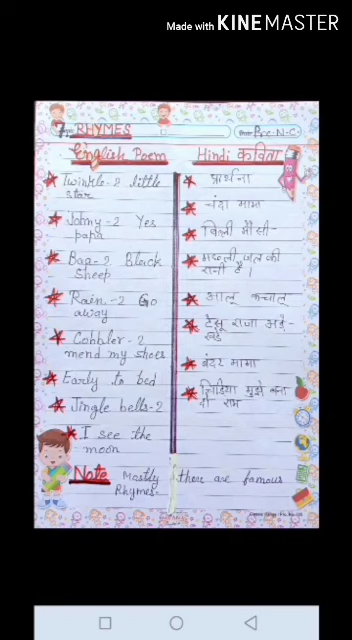 Made with KINEMASTER
7. RHYMES
Pre-N-C-
English Poem
Hindi कविता
Twinkle-2 little
star
Johny-2 Yes
papa
Baa-2 Black
Sheep
Rain-2 Go
away
Cobbler-2
mend my shoes
Early to bed
Jingle bells-2
I see the
moon
प्रार्थना
चंदा मामा
बिल्ली मौसी-
मछली जल की
रानी है।
आलू कचालू
टेसू राजा अड़े-
खड़े
बंदर मामा
चिड़िया मुझे बना
दो राम
Note Mostly there are famous
Rhymes-